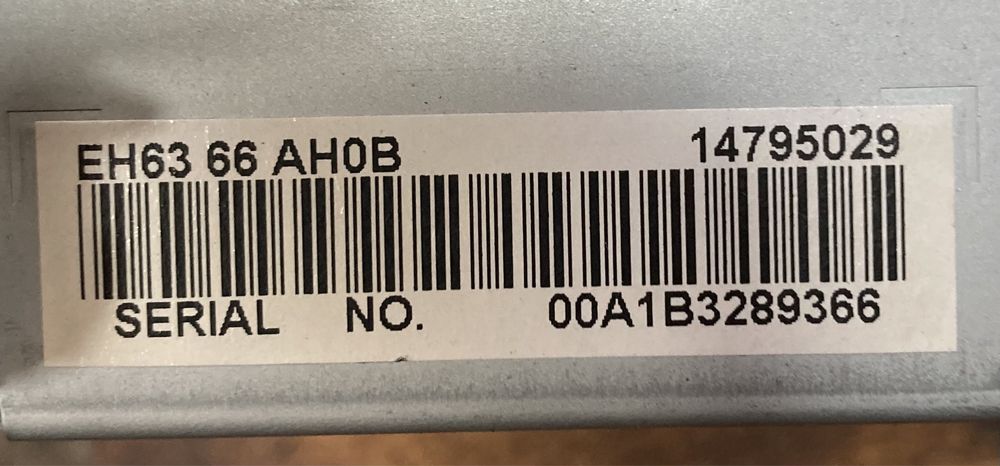 EH63 66 AH0B 14795029
SERIAL NO. 00A1B3289366